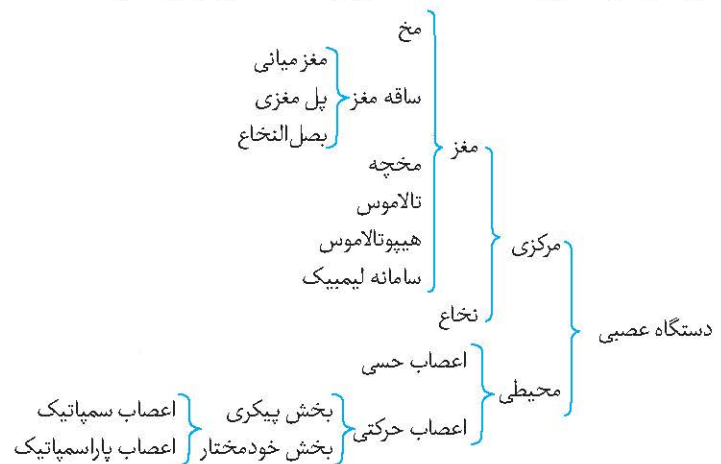 مخ
مغز میانی
ساقه مغز
پل مغزی
بصل‌النخاع
مغز
مخچه
تالاموس
هیپوتالاموس
مرکزی
سامانه لیمبیک
نخاع
دستگاه عصبی
اعصاب حسی
محیطی
بخش پیکری
اعصاب سمپاتیک
اعصاب حرکتی
بخش خودمختار
اعصاب پاراسمپاتیک